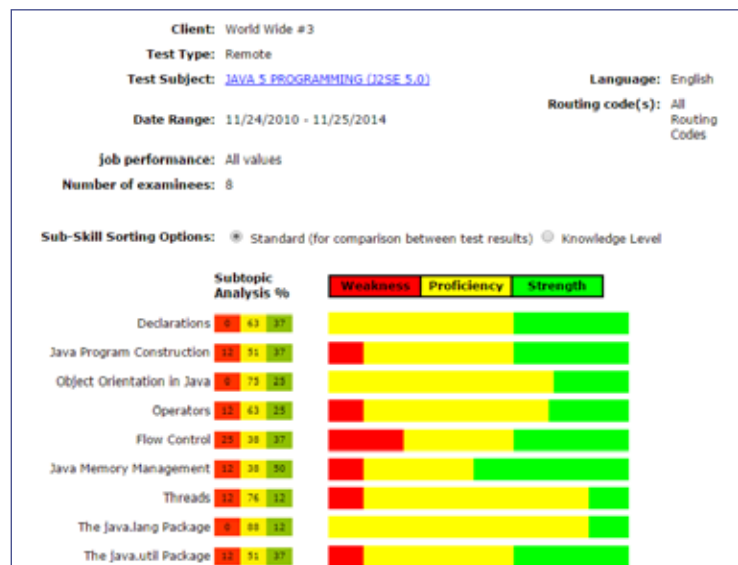 Client: World Wide #3
Test Type: Remote
Test Subject: JAVA 5 PROGRAMMING (J2SE 5.0) Language: English
Date Range: 11/24/2010 - 11/25/2014 Routing code(s): All Routing Codes
job performance: All values
Number of examinees: 8
Sub-Skill Sorting Options: Standard (for comparison between test results) Knowledge Level
Subtopic Analysis % Weakness Proficiency Strength
Declarations 0 63 37
Java Program Construction 12 51 37
Object Orientation in Java 0 75 25
Operators 12 63 25
Flow Control 25 38 37
Java Memory Management 12 38 50
Threads 12 76 12
The java.lang Package 0 88 12
The java.util Package 12 51 37